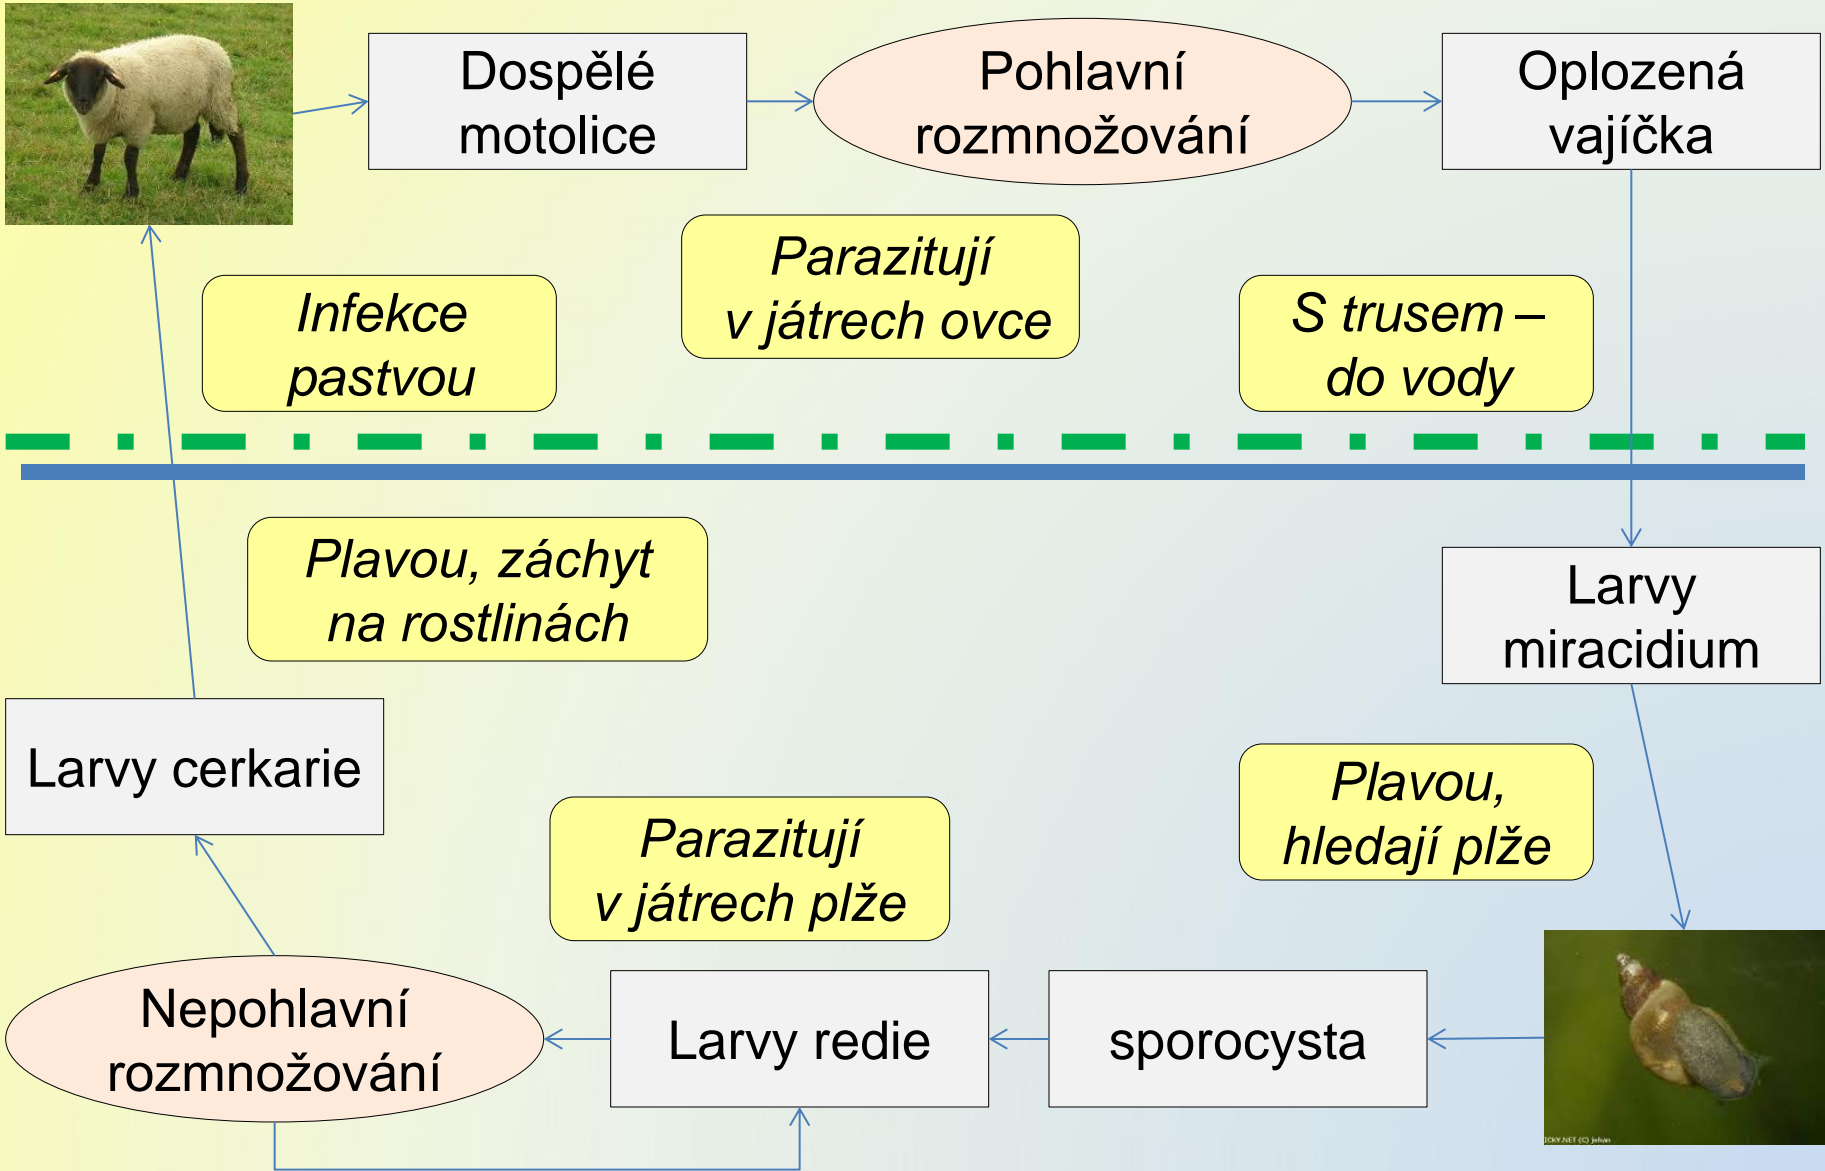 Dospělé
motolice
Pohlavní
rozmnožování
Oplozená
vajíčka
Parazitují
v játrech ovce
Infekce
pastvou
S trusem –
do vody
Plavou, záchyt
na rostlinách
Larvy
miracidium
Larvy cerkarie
Plavou,
hledají plže
Parazitují
v játrech plže
Nepohlavní
rozmnožování
Larvy redie
sporocysta